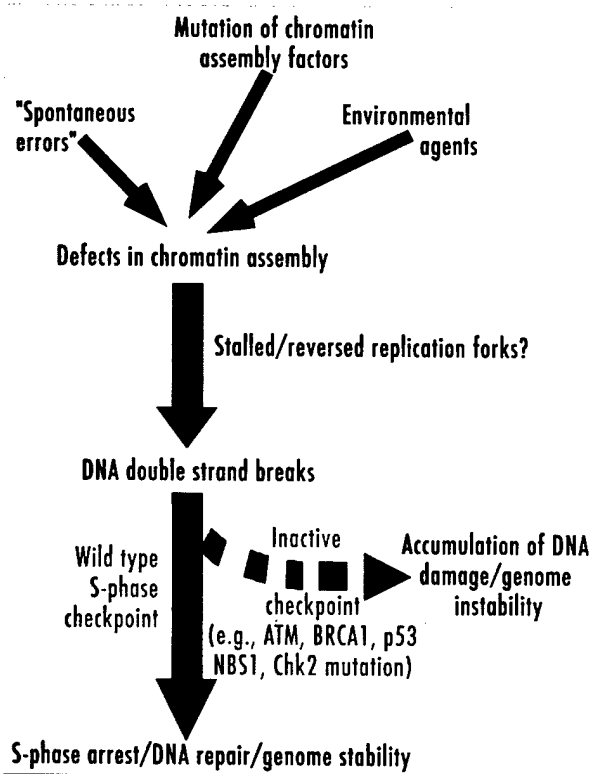 Mutation of chromatin
assembly factors
"Spontaneous
errors"
Environmental
agents
Defects in chromatin assembly
Stalled/reversed replication forks?
DNA double strand breaks
Wild type
S-phase
checkpoint
Inactive
checkpoint
(e.g., ATM, BRCA1, p53
NBS1, Chk2 mutation)
Accumulation of DNA
damage/genome
instability
S-phase arrest/DNA repair/genome stability